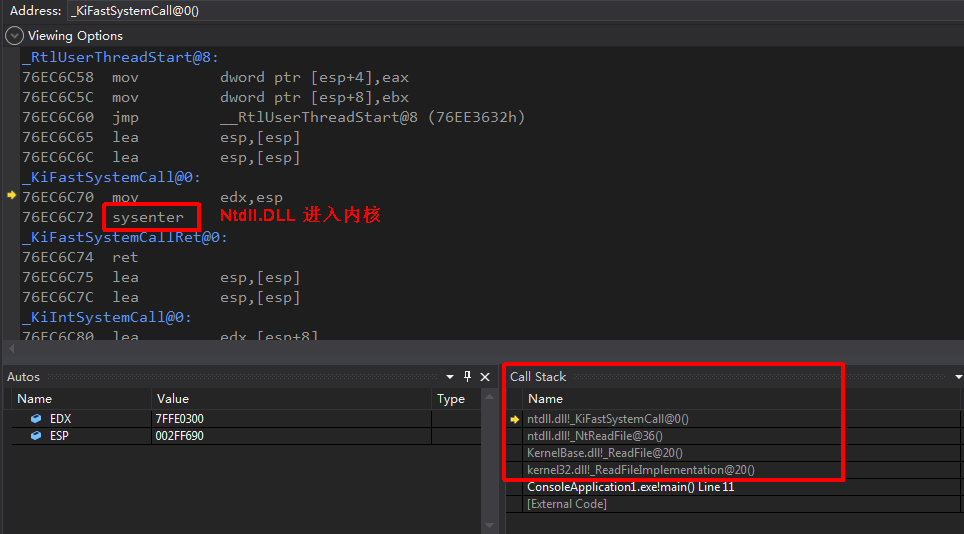 Address: _KiFastSystemCall@0()
Viewing Options
_RtlUserThreadStart@8:
76EC6C58 mov dword ptr [esp+4],eax
76EC6C5C mov dword ptr [esp+8],ebx
76EC6C60 jmp __RtlUserThreadStart@8 (76EE3632h)
76EC6C65 lea esp,[esp]
76EC6C6C lea esp,[esp]
_KiFastSystemCall@0:
76EC6C70 mov edx,esp
76EC6C72 sysenter Ntdll.DLL 进入内核
_KiFastSystemCallRet@0:
76EC6C74 ret
76EC6C75 lea esp,[esp]
76EC6C7C lea esp,[esp]
_KiIntSystemCall@0:
76EC6C80 lea edx,[esp+8]
Autos
Name Value Type
EDX 7FFE0300
ESP 002FF690
Call Stack
Name
ntdll.dll!_KiFastSystemCall@0()
ntdll.dll!_NtReadFile@36()
KernelBase.dll!_ReadFile@20()
kernel32.dll!_ReadFileImplementation@20()
ConsoleApplication1.exe!main() Line 11
[External Code]